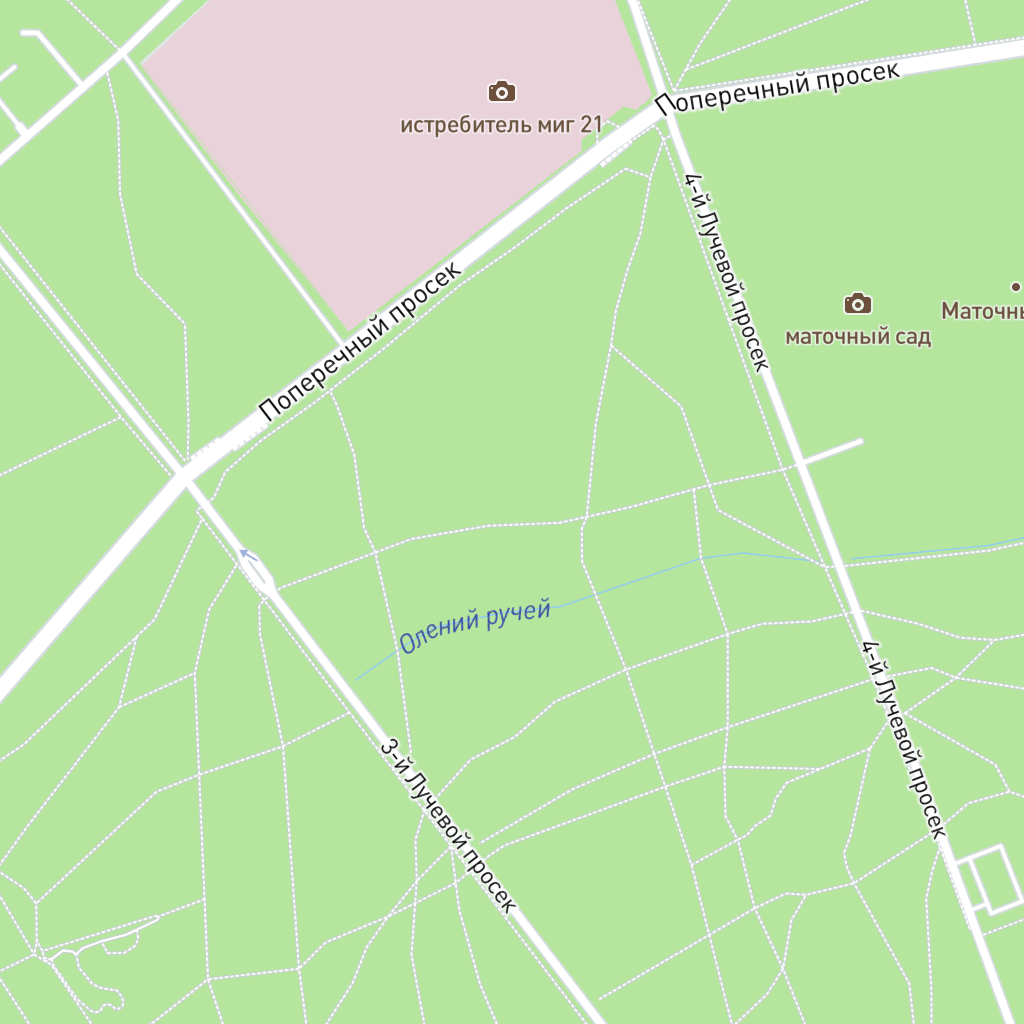 Поперечный просек
истребитель миг 21
4-й Лучевой просек
Поперечный просек
маточный сад
Олений ручей
4-й Лучевой просек
3-й Лучевой просек